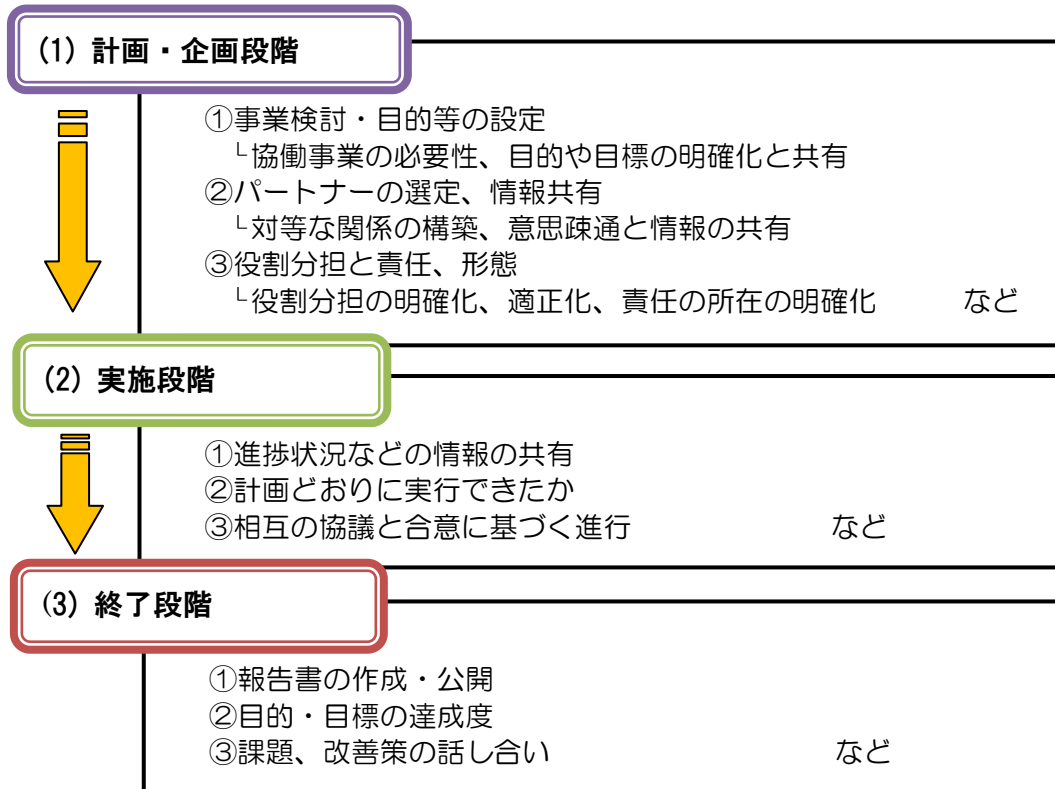 (1) 計画・企画段階
①事業検討・目的等の設定
└協働事業の必要性、目的や目標の明確化と共有
②パートナーの選定、情報共有
└対等な関係の構築、意思疎通と情報の共有
③役割分担と責任、形態
└役割分担の明確化、適正化、責任の所在の明確化 など
(2) 実施段階
①進捗状況などの情報の共有
②計画どおりに実行できたか
③相互の協議と合意に基づく進行 など
(3) 終了段階
①報告書の作成・公開
②目的・目標の達成度
③課題、改善策の話し合い など